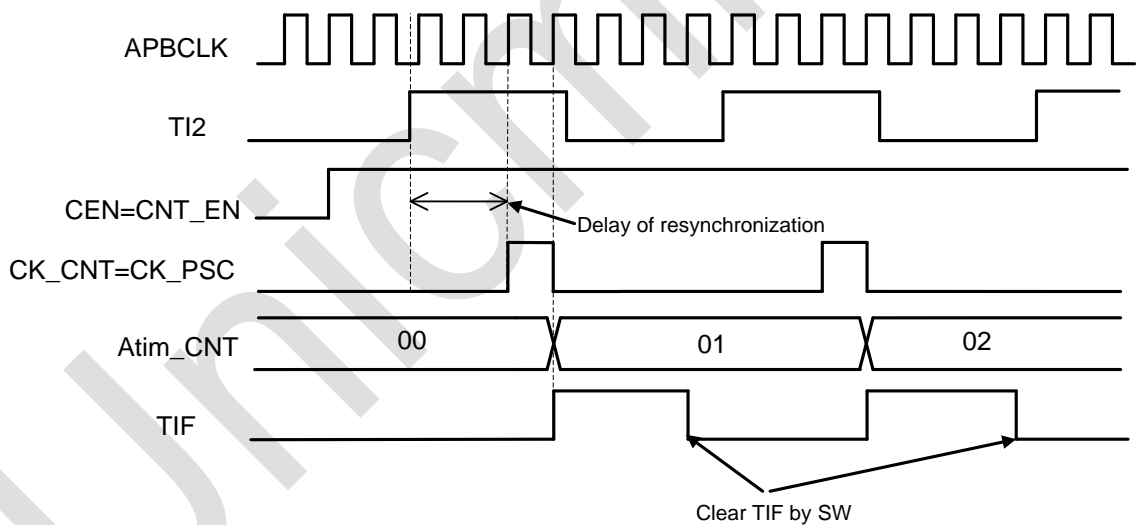 APBCLK
TI2
CEN=CNT_EN
Delay of resynchronization
CK_CNT=CK_PSC
Atim_CNT
00
01
02
TIF
Clear TIF by SW